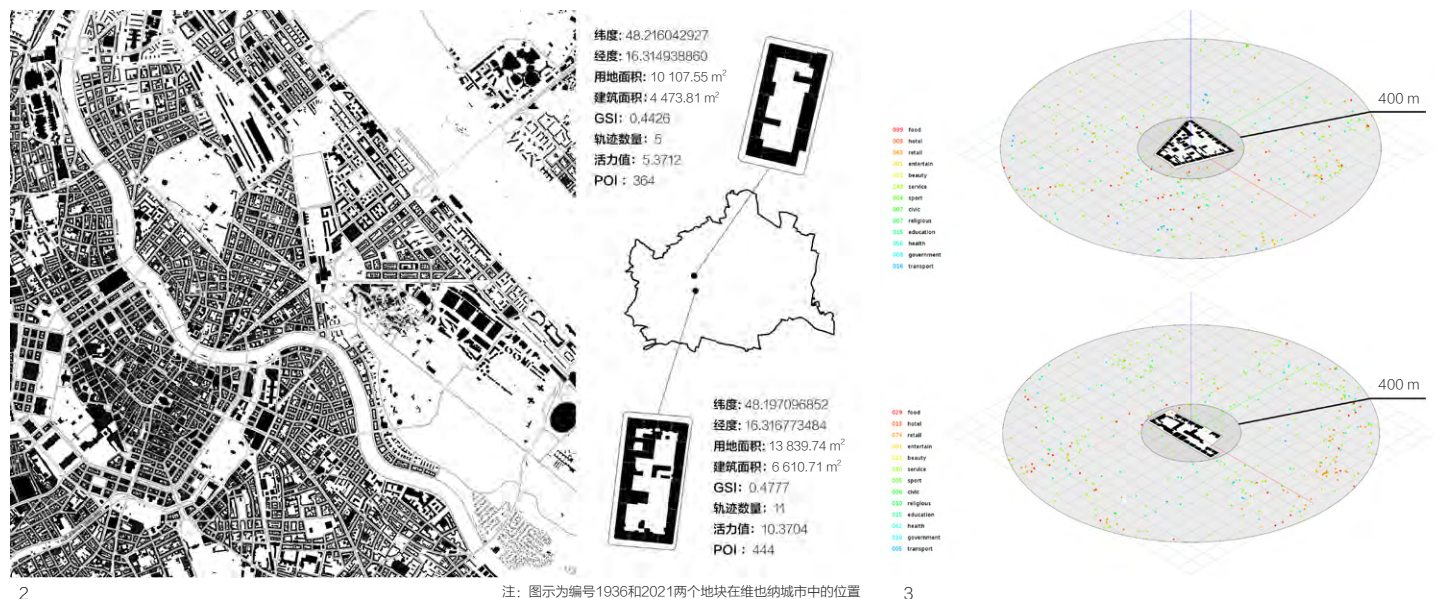 纬度: 48.216042927
经度: 16.314938860
用地面积: 10 107.55 m²
建筑面积: 4 473.81 m²
GSI: 0.4426
轨迹数量: 5
活力值: 5.3712
POI : 364
纬度: 48.197096852
经度: 16.316773484
用地面积: 13 839.74 m²
建筑面积: 6 610.71 m²
GSI: 0.4777
轨迹数量: 11
活力值: 10.3704
POI : 444
400 m
food
hotel
retail
entertain
beauty
service
sport
civic
religious
education
health
government
transport
400 m
029 food
013 hotel
retail
entertain
beauty
service
sport
civic
religious
education
health
government
transport
2
注: 图示为编号1936和2021两个地块在维也纳城市中的位置
3